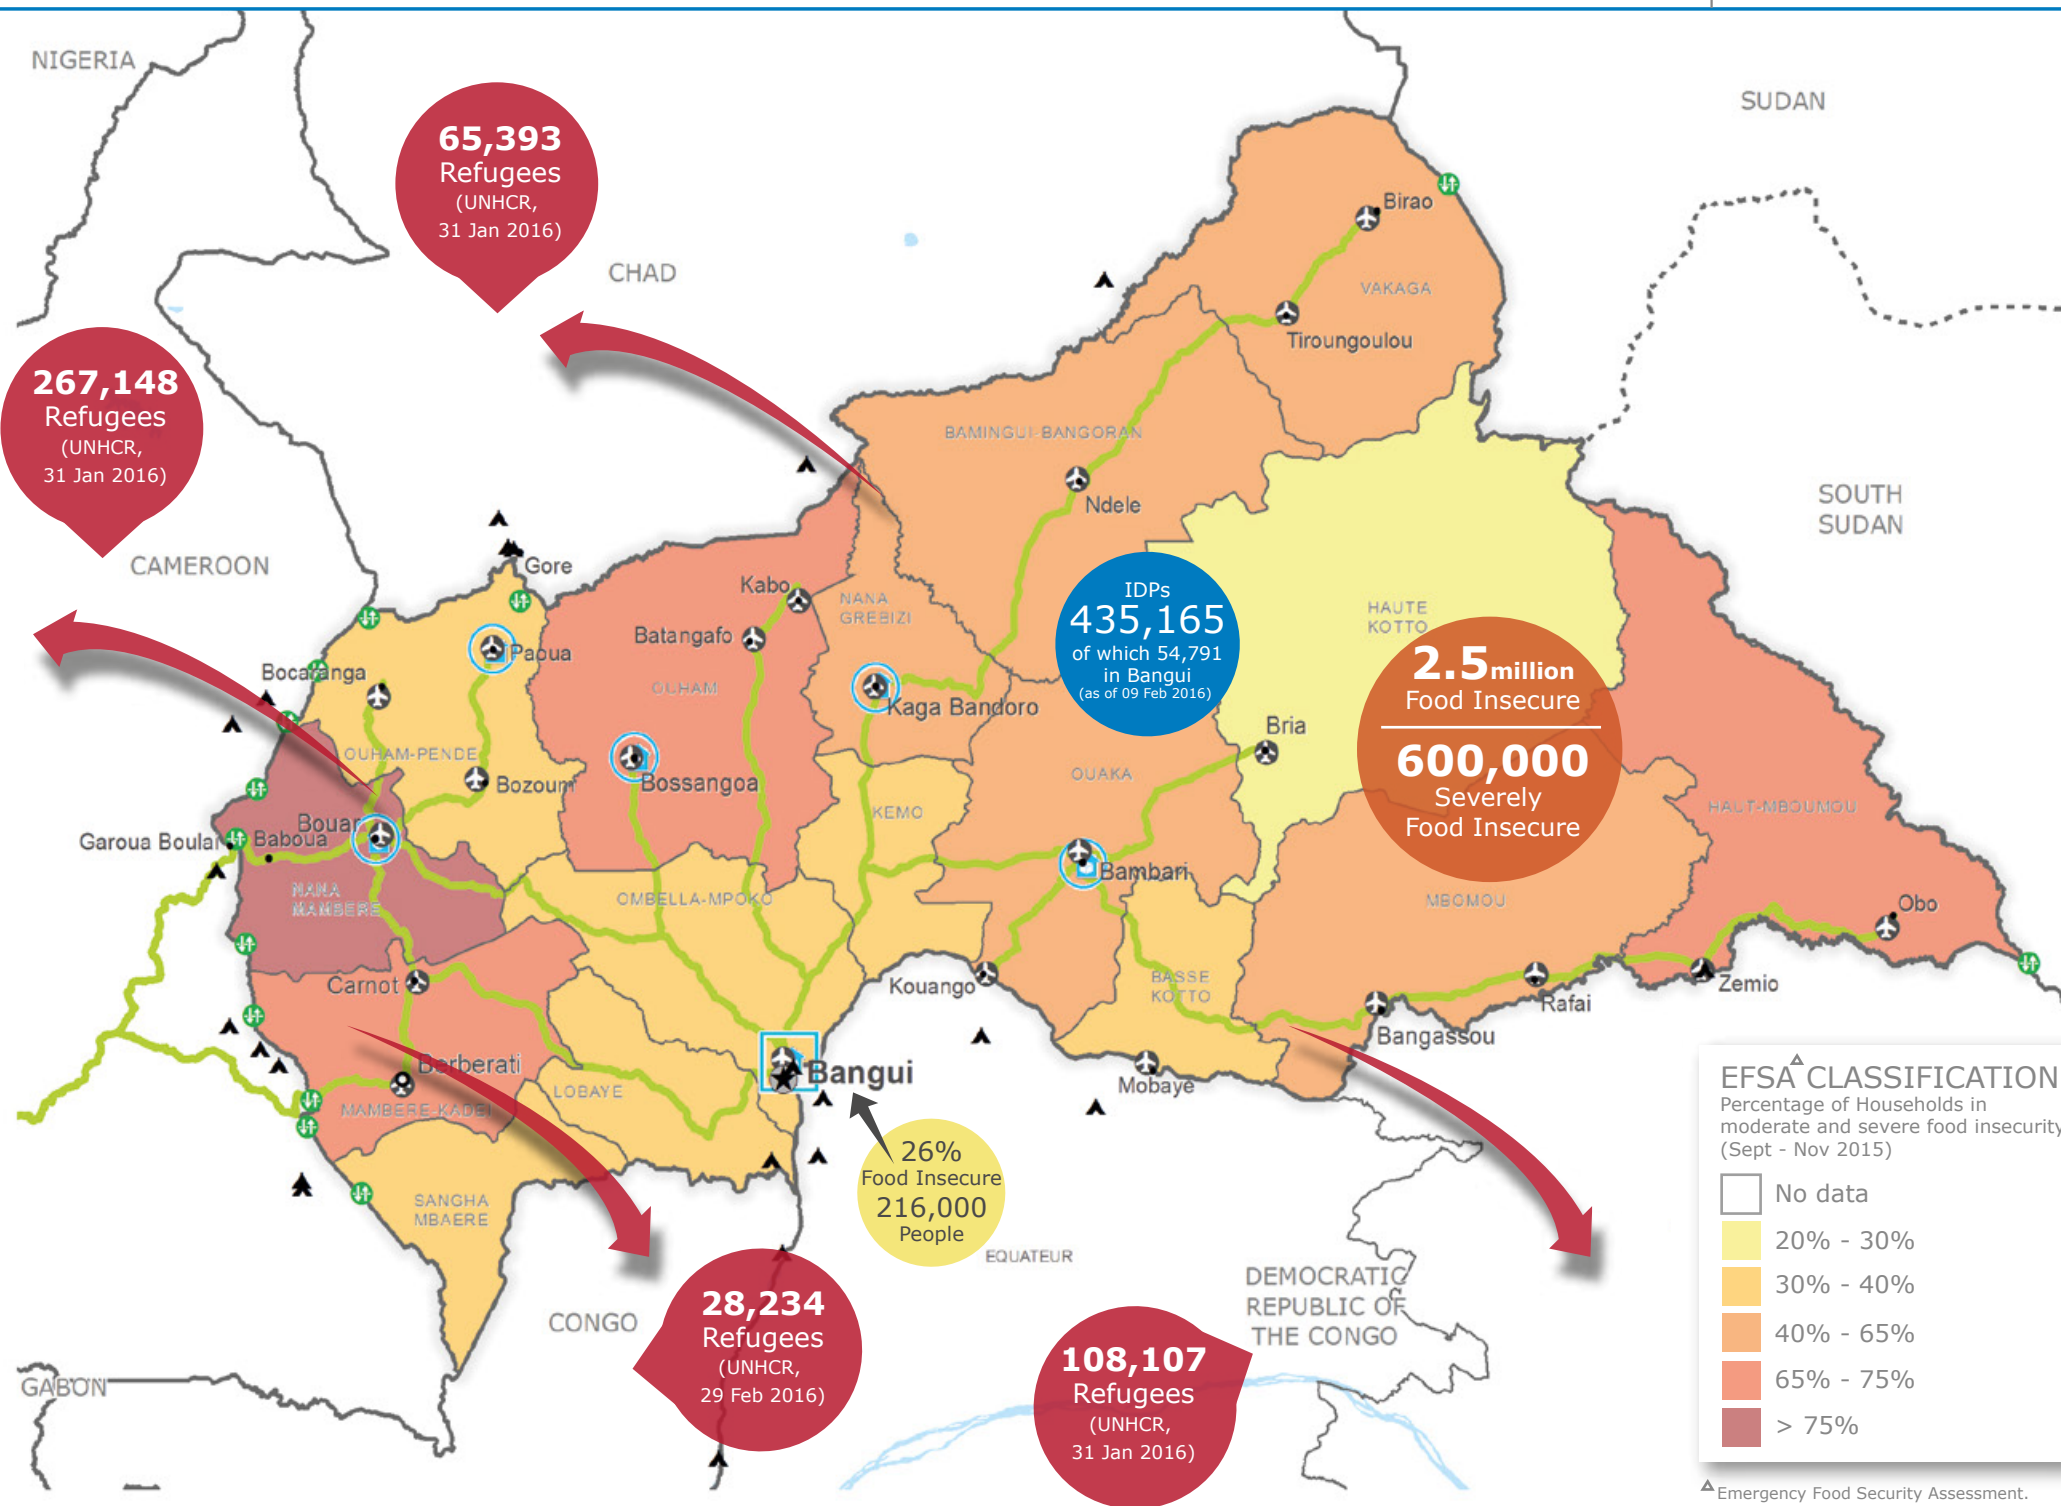 NIGERIA
SUDAN
65,393
Refugees
(UNHCR,
31 Jan 2016)
CHAD
Birao
VAKAGA
Tiroungoulou
267,148
Refugees
(UNHCR,
31 Jan 2016)
BAMINGUI-BANGORAN
Ndele
SOUTH
SUDAN
CAMEROON
Gore
Kabo
NANA
GREBIZI
IDPs
435,165
of which 54,791
in Bangui
(as of 09 Feb 2016)
HAUTE
KOTTO
Batangafo
Paoua
Bocaranga
OUHAM
Kaga Bandoro
2.5 million
Food Insecure
600,000
Severely
Food Insecure
Bria
OUHAM-PENDE
Bozoum
Bossangoa
OUAKA
KEMO
HAUT-MBOUMOU
Bouar
Garoua Boulai
Baboua
Bambari
NANA
MAMBERE
OMBELLA-MPOKO
MBOMOU
Obo
Carnot
Kouango
BASSE
KOTTO
Zemio
Rafai
Bangassou
Berberati
Bangui
Mobaye
MAMBERE-KADEI
LOBAYE
26%
Food Insecure
216,000
People
SANGHA
MBAERE
EQUATEUR
CONGO
28,234
Refugees
(UNHCR,
29 Feb 2016)
DEMOCRATIC
REPUBLIC OF
THE CONGO
108,107
Refugees
(UNHCR,
31 Jan 2016)
GABON
EFSA CLASSIFICATION
Percentage of Households in
moderate and severe food insecurity
(Sept - Nov 2015)
No data
20% - 30%
30% - 40%
40% - 65%
65% - 75%
> 75%
Emergency Food Security Assessment.